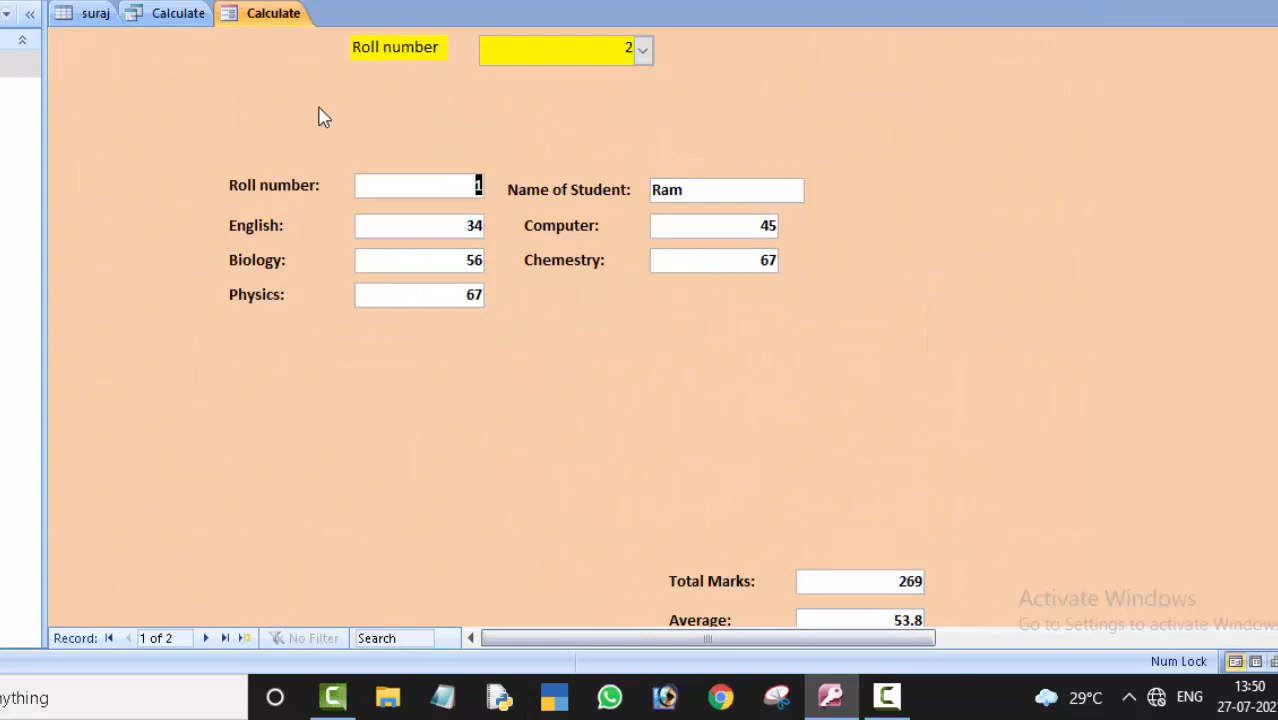 suraj Calculate Calculate
Roll number 2
Roll number: 1 Name of Student: Ram
English: 34 Computer: 45
Biology: 56 Chemestry: 67
Physics: 67
Total Marks: 269
Average: 53.8
Activate Windows
Go to Settings to activate Windows
Record: 1 of 2 No Filter Search
Num Lock
nything 29°C ENG 13:50
27-07-202